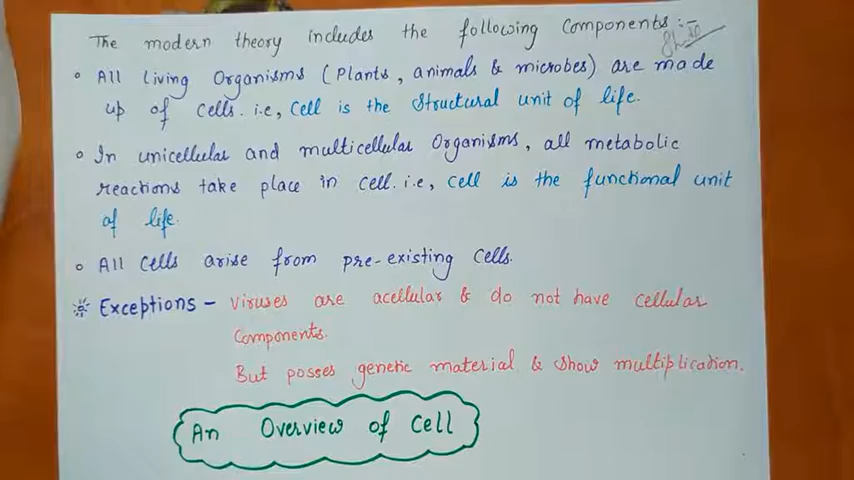 The modern theory includes the following components:-
◦ All living Organisms (Plants, animals & microbes) are made
up of cells. i.e, Cell is the Structural unit of life.
◦ In unicellular and multicellular Organisms, all metabolic
reactions take place in cell. i.e, cell is the functional unit
of life.
◦ All cells arise from pre-existing cells.
Exceptions - Viruses are acellular & do not have cellular
components.
But posses genetic material & show multiplication.
An Overview of Cell